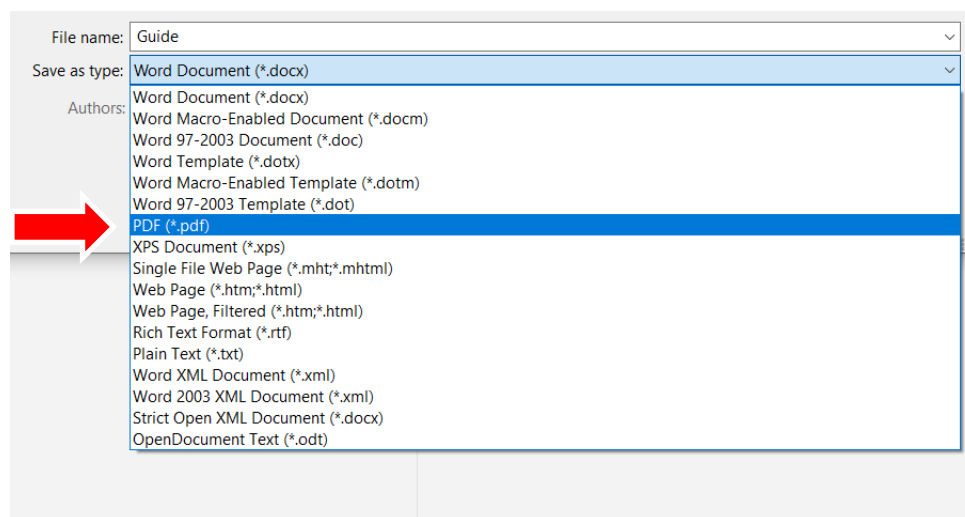 File name: Guide
Save as type: Word Document (*.docx)
Authors:
Word Document (*.docx)
Word Macro-Enabled Document (*.docm)
Word 97-2003 Document (*.doc)
Word Template (*.dotx)
Word Macro-Enabled Template (*.dotm)
Word 97-2003 Template (*.dot)
PDF (*.pdf)
XPS Document (*.xps)
Single File Web Page (*.mht;*.mhtml)
Web Page (*.htm;*.html)
Web Page, Filtered (*.htm;*.html)
Rich Text Format (*.rtf)
Plain Text (*.txt)
Word XML Document (*.xml)
Word 2003 XML Document (*.xml)
Strict Open XML Document (*.docx)
OpenDocument Text (*.odt)